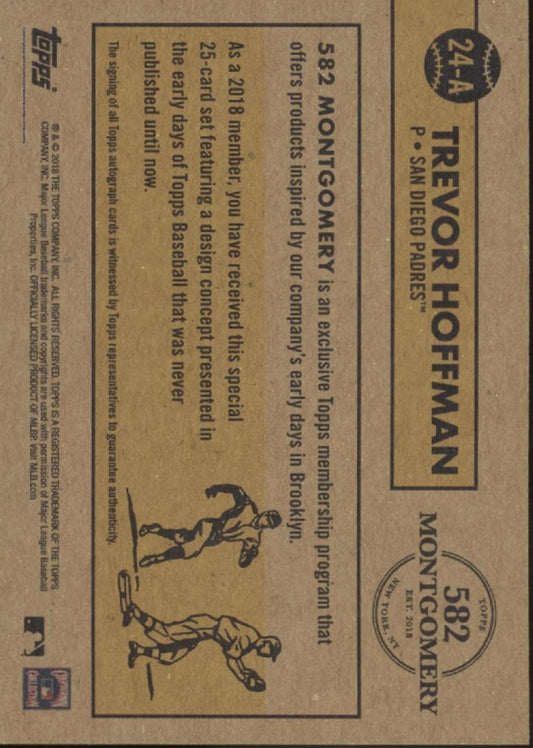 24-A
TREVOR HOFFMAN
P • SAN DIEGO PADRES™
TOPPS
582
MONTGOMERY
EST. 2018
NEW YORK, NY
582 MONTGOMERY is an exclusive Topps membership program that
offers products inspired by our company's early days in Brooklyn.
As a 2018 member, you have received this special
25-card set featuring a design concept presented in
the early days of Topps Baseball that was never
published until now.
The signing of all Topps autograph cards is witnessed by Topps representatives to guarantee authenticity.
topps®
® & © 2018 THE TOPPS COMPANY, INC. ALL RIGHTS RESERVED. TOPPS IS A REGISTERED TRADEMARK OF THE TOPPS
COMPANY, INC. Major League Baseball trademarks and copyrights are used with permission of Major League Baseball
Properties, Inc. OFFICIALLY LICENSED PRODUCT OF MLBP. Visit MLB.com